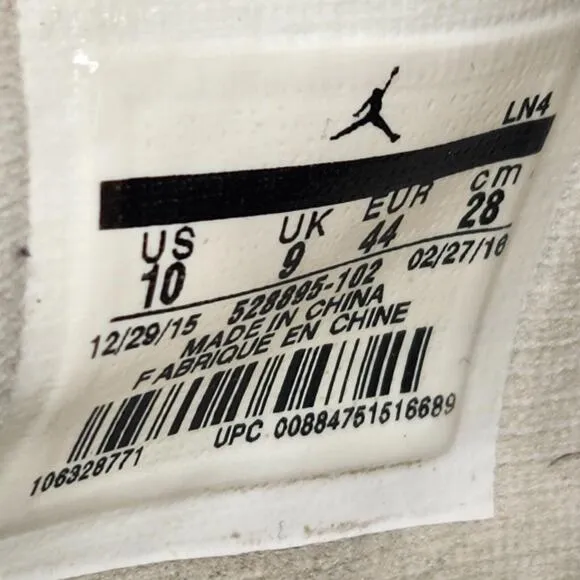 LN4
US UK EUR cm
10 9 44 28
12/29/15 528895-102 02/27/16
MADE IN CHINA
FABRIQUE EN CHINE
UPC 00884751516689
106328771